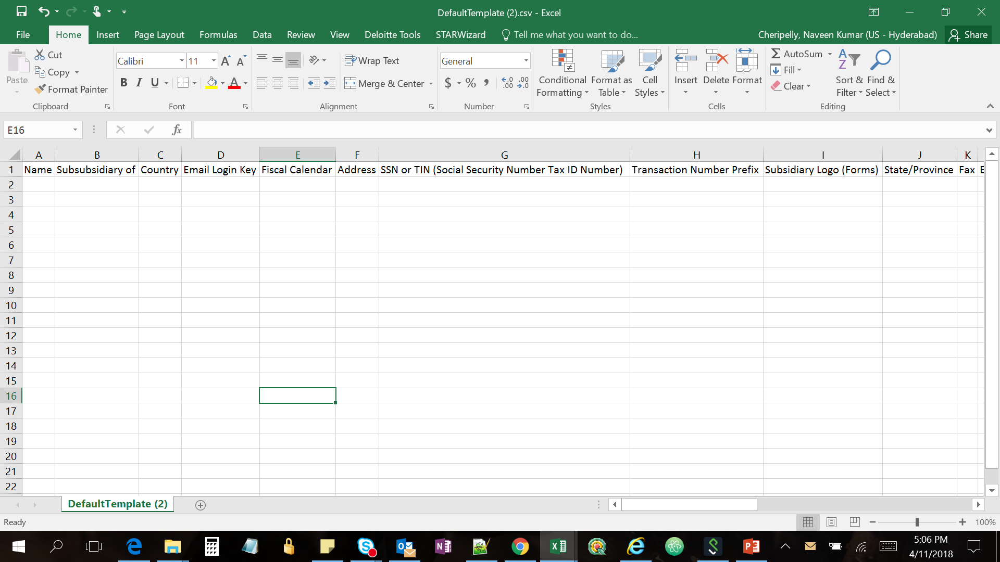 DefaultTemplate (2).csv - Excel
File Home Insert Page Layout Formulas Data Review View Deloitte Tools STARWizard Tell me what you want to do... Cheripelly, Naveen Kumar (US - Hyderabad) Share
Paste
Cut
Copy
Format Painter
Clipboard
Calibri 11
B I U
Font
Wrap Text
Merge & Center
Alignment
General
$ % ,
Number
Conditional Formatting
Format as Table
Cell Styles
Styles
Insert Delete Format
Cells
AutoSum
Fill
Clear
Sort & Filter
Find & Select
Editing
E16 fx
A B C D E F G H I J K
1 Name Subsubsidiary of Country Email Login Key Fiscal Calendar Address SSN or TIN (Social Security Number Tax ID Number) Transaction Number Prefix Subsidiary Logo (Forms) State/Province Fax
2
3
4
5
6
7
8
9
10
11
12
13
14
15
16
17
18
19
20
21
22
DefaultTemplate (2)
Ready 100%
5:06 PM
4/11/2018